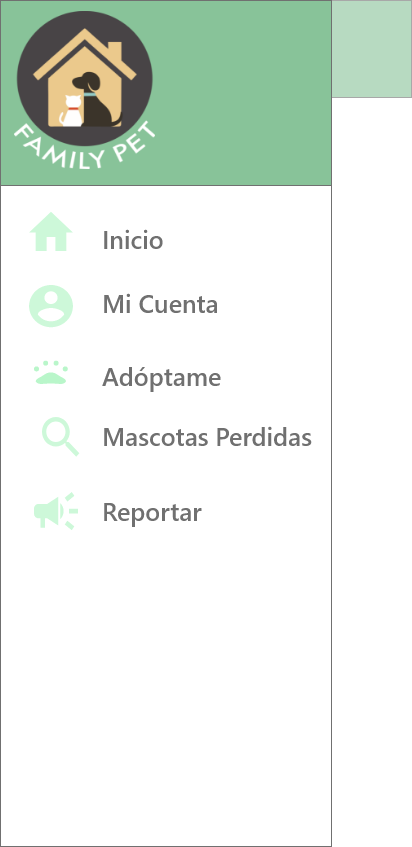 FAMILY PET
Inicio
Mi Cuenta
Adóptame
Mascotas Perdidas
Reportar